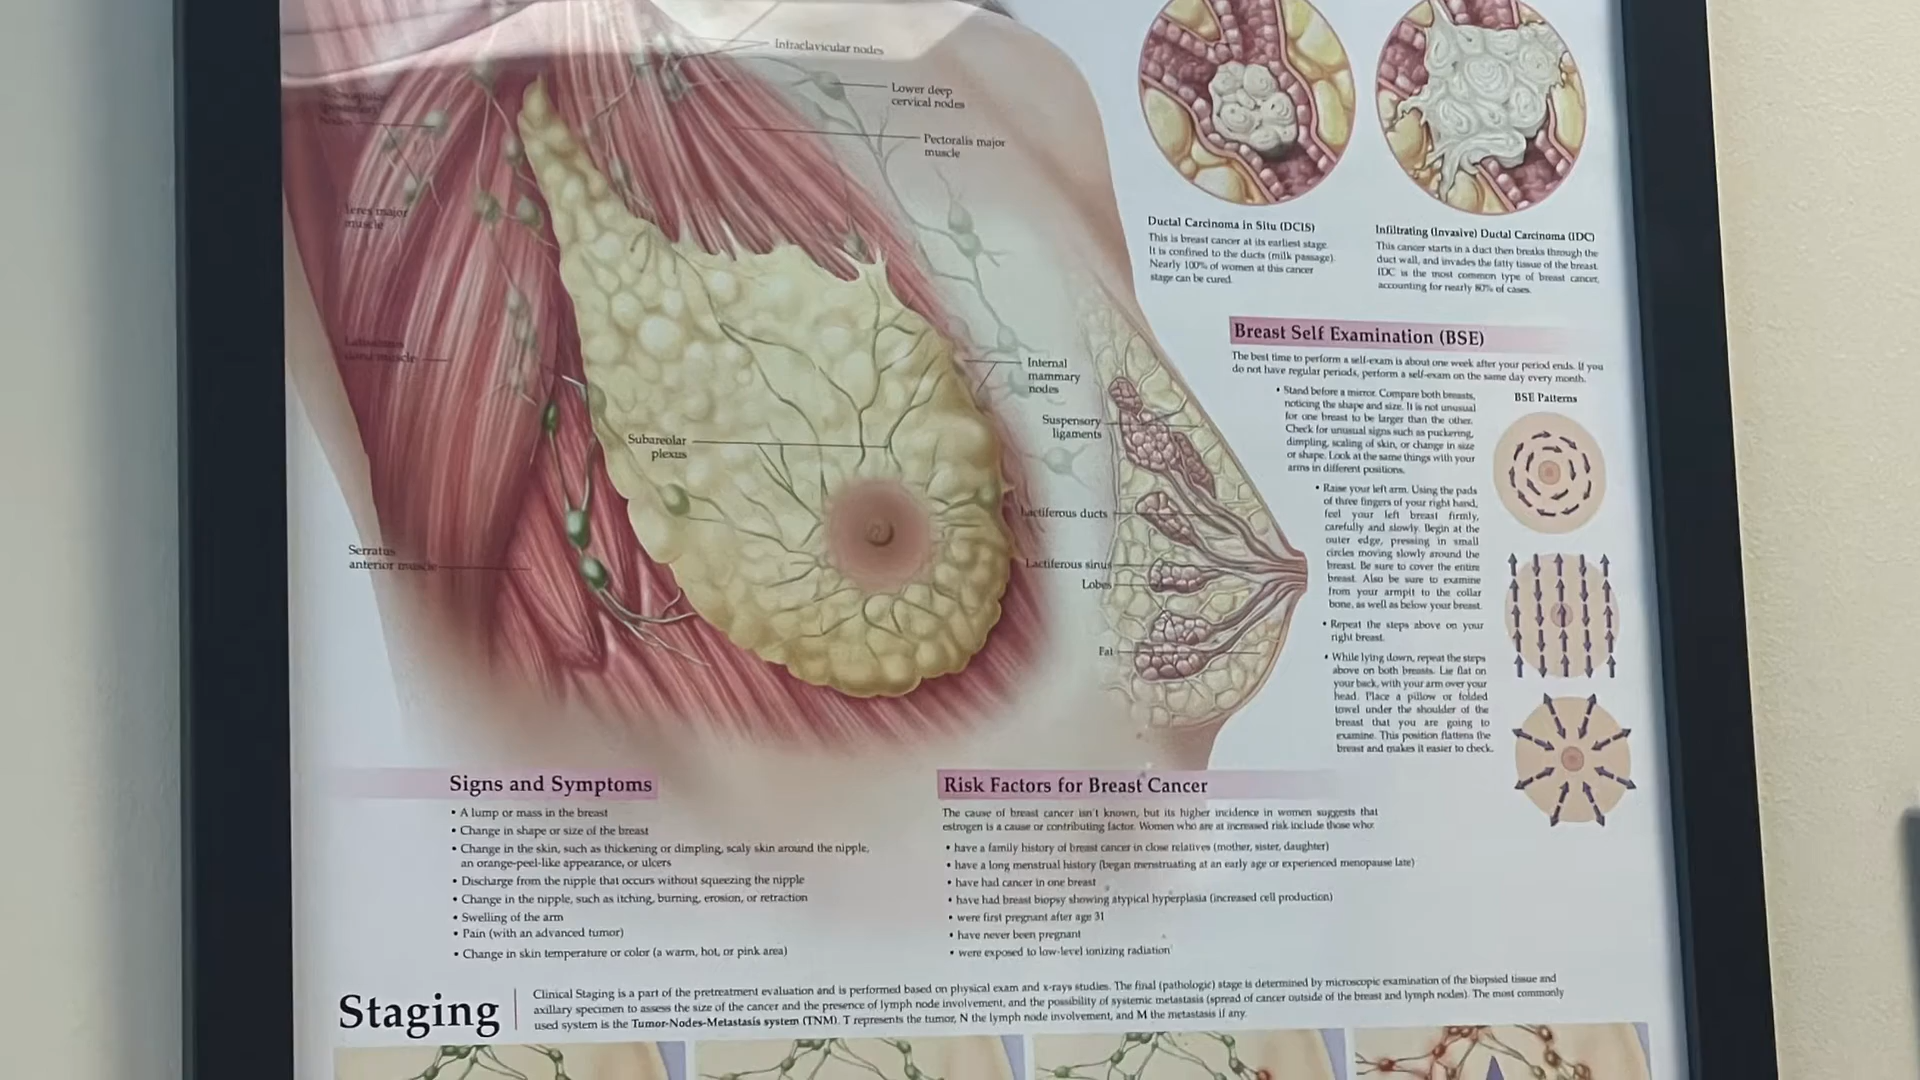 Infraclavicular nodes
Lower deep
cervical nodes
Pectoralis major
muscle
Teres major
muscle
Latissimus
dorsi muscle
Internal
mammary
nodes
Suspensory
ligaments
Subareolar
plexus
Lactiferous ducts
Serratus
anterior muscle
Lactiferous sinus
Lobes
Fat
Ductal Carcinoma in Situ (DCIS)
This is breast cancer at its earliest stage.
It is confined to the ducts (milk passage).
Nearly 100% of women at this cancer
stage can be cured.
Infiltrating (Invasive) Ductal Carcinoma (IDC)
This cancer starts in a duct then breaks through the
duct wall, and invades the fatty tissue of the breast.
IDC is the most common type of breast cancer,
accounting for nearly 80% of cases.
Breast Self Examination (BSE)
The best time to perform a self-exam is about one week after your period ends. If you
do not have regular periods, perform a self-exam on the same day every month.
• Stand before a mirror. Compare both breasts,
noticing the shape and size. It is not unusual
for one breast to be larger than the other.
Check for unusual signs such as puckering,
dimpling, scaling of skin, or change in size
or shape. Look at the same things with your
arms in different positions.
BSE Patterns
• Raise your left arm. Using the pads
of three fingers of your right hand,
feel your left breast firmly,
carefully and slowly. Begin at the
outer edge, pressing in small
circles moving slowly around the
breast. Be sure to cover the entire
breast. Also be sure to examine
from your armpit to the collar
bone, as well as below your breast.
• Repeat the steps above on your
right breast.
• While lying down, repeat the steps
above on both breasts. Lie flat on
your back, with your arm over your
head. Place a pillow or folded
towel under the shoulder of the
breast that you are going to
examine. This position flattens the
breast and makes it easier to check.
Signs and Symptoms
• A lump or mass in the breast
• Change in shape or size of the breast
• Change in the skin, such as thickening or dimpling, scaly skin around the nipple,
an orange-peel-like appearance, or ulcers
• Discharge from the nipple that occurs without squeezing the nipple
• Change in the nipple, such as itching, burning, erosion, or retraction
• Swelling of the arm
• Pain (with an advanced tumor)
• Change in skin temperature or color (a warm, hot, or pink area)
Risk Factors for Breast Cancer
The cause of breast cancer isn't known, but its higher incidence in women suggests that
estrogen is a cause or contributing factor. Women who are at increased risk include those who:
• have a family history of breast cancer in close relatives (mother, sister, daughter)
• have a long menstrual history (began menstruating at an early age or experienced menopause late)
• have had cancer in one breast
• have had breast biopsy showing atypical hyperplasia (increased cell production)
• were first pregnant after age 31
• have never been pregnant
• were exposed to low-level ionizing radiation
Staging
Clinical Staging is a part of the pretreatment evaluation and is performed based on physical exam and x-rays studies. The final (pathologic) stage is determined by microscopic examination of the biopsied tissue and
axillary specimen to assess the size of the cancer and the presence of lymph node involvement, and the possibility of systemic metastasis (spread of cancer outside of the breast and lymph nodes). The most commonly
used system is the Tumor-Nodes-Metastasis system (TNM). T represents the tumor, N the lymph node involvement, and M the metastasis if any.